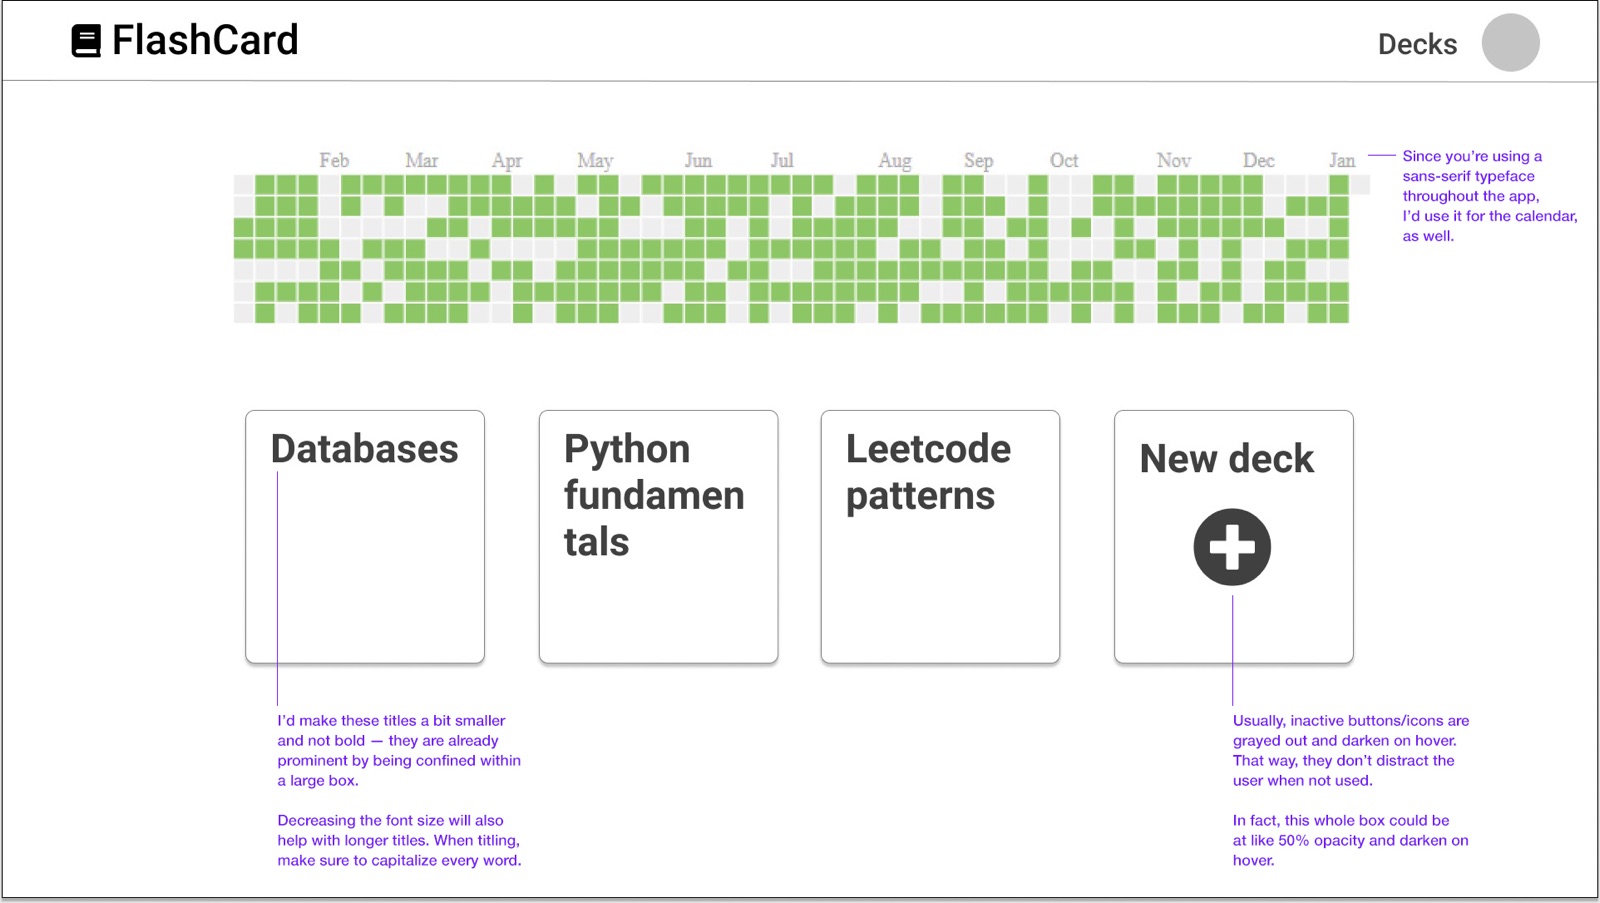 FlashCard
Decks
Feb Mar Apr May Jun Jul Aug Sep Oct Nov Dec Jan
Since you’re using a
sans-serif typeface
throughout the app,
I’d use it for the calendar,
as well.
Databases
Python
fundamen
tals
Leetcode
patterns
New deck
I’d make these titles a bit smaller
and not bold — they are already
prominent by being confined within
a large box.
Decreasing the font size will also
help with longer titles. When titling,
make sure to capitalize every word.
Usually, inactive buttons/icons are
grayed out and darken on hover.
That way, they don’t distract the
user when not used.
In fact, this whole box could be
at like 50% opacity and darken on
hover.